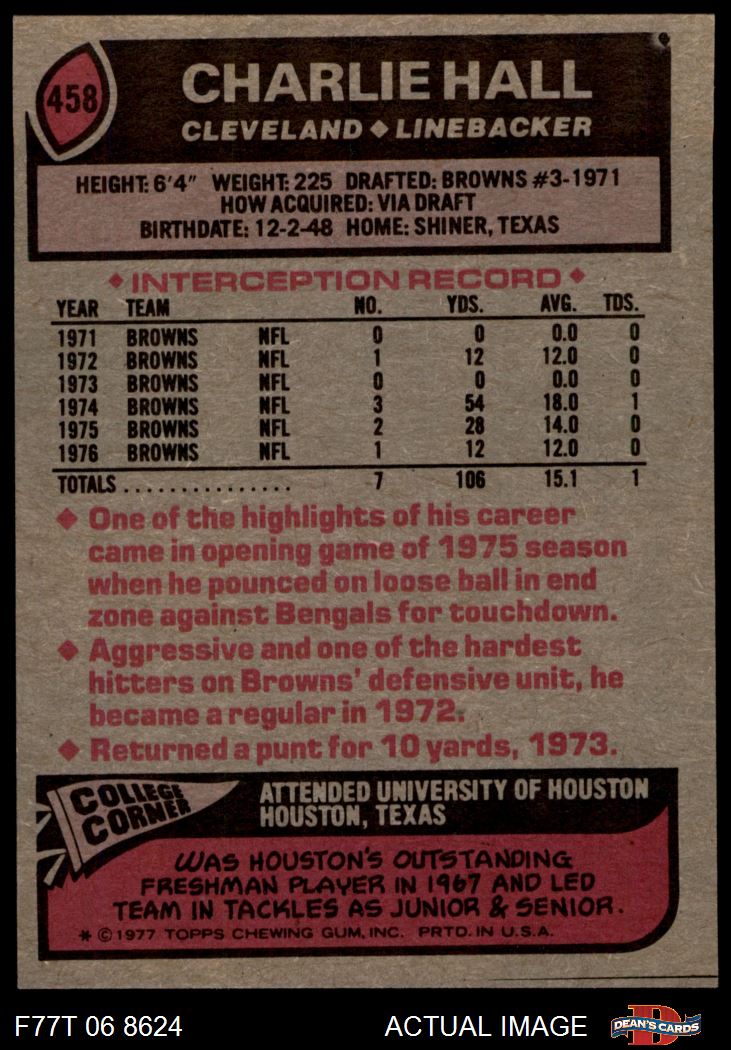 458
CHARLIE HALL
CLEVELAND ◆ LINEBACKER
HEIGHT: 6'4" WEIGHT: 225 DRAFTED: BROWNS #3-1971
HOW ACQUIRED: VIA DRAFT
BIRTHDATE: 12-2-48 HOME: SHINER, TEXAS
◆ INTERCEPTION RECORD ◆
YEAR TEAM NO. YDS. AVG. TDS.
1971 BROWNS NFL 0 0 0.0 0
1972 BROWNS NFL 1 12 12.0 0
1973 BROWNS NFL 0 0 0.0 0
1974 BROWNS NFL 3 54 18.0 1
1975 BROWNS NFL 2 28 14.0 0
1976 BROWNS NFL 1 12 12.0 0
TOTALS ................ 7 106 15.1 1
◆ One of the highlights of his career
came in opening game of 1975 season
when he pounced on loose ball in end
zone against Bengals for touchdown.
◆ Aggressive and one of the hardest
hitters on Browns' defensive unit, he
became a regular in 1972.
◆ Returned a punt for 10 yards, 1973.
COLLEGE
CORNER
ATTENDED UNIVERSITY OF HOUSTON
HOUSTON, TEXAS
WAS HOUSTON'S OUTSTANDING
FRESHMAN PLAYER IN 1967 AND LED
TEAM IN TACKLES AS JUNIOR & SENIOR.
* © 1977 TOPPS CHEWING GUM, INC. PRTD. IN U.S.A.
F77T 06 8624 ACTUAL IMAGE
D
DEAN'S CARDS